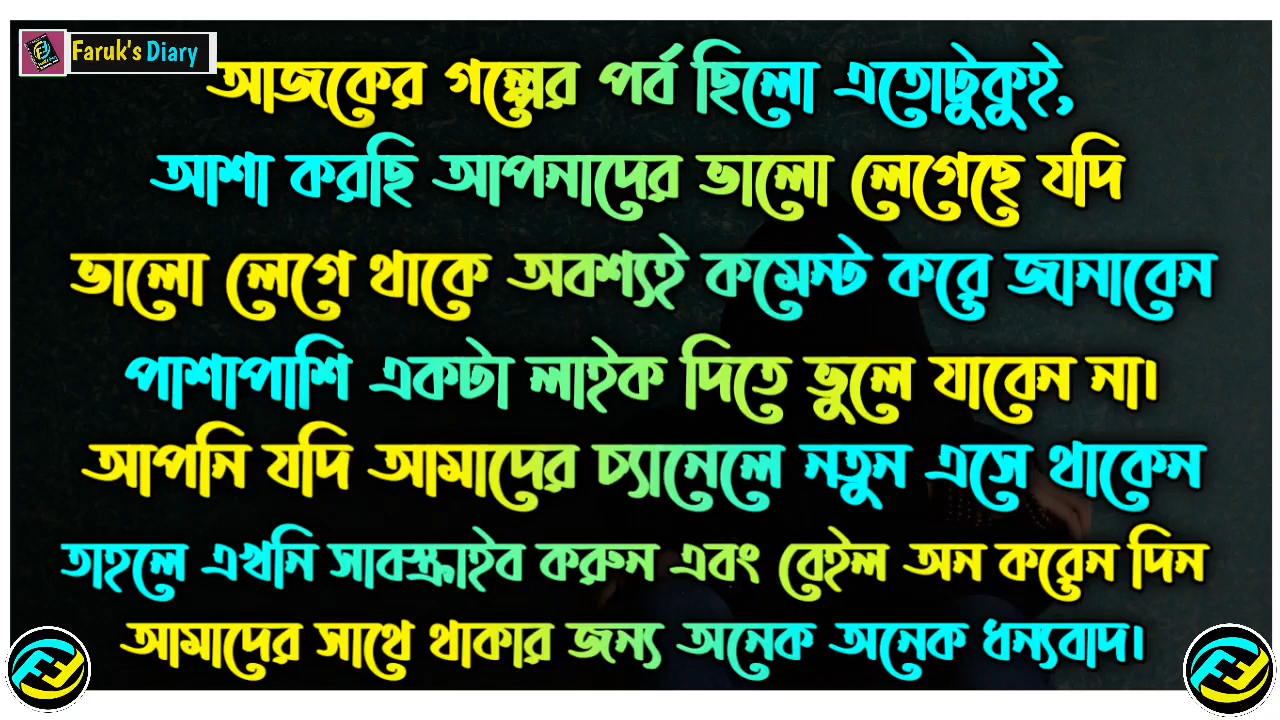 Faruk's Diary
আজকের গল্পের পর্ব ছিলো এতোটুকুই,
আশা করছি আপনাদের ভালো লেগেছে যদি
ভালো লেগে থাকে অবশ্যই কমেন্ট করে জানাবেন
পাশাপাশি একটা লাইক দিতে ভুলে যাবেন না।
আপনি যদি আমাদের চ্যানেলে নতুন এসে থাকেন
তাহলে এখনি সাবস্ক্রাইব করুন এবং বেইল অন করেন দিন
আমাদের সাথে থাকার জন্য অনেক অনেক ধন্যবাদ।